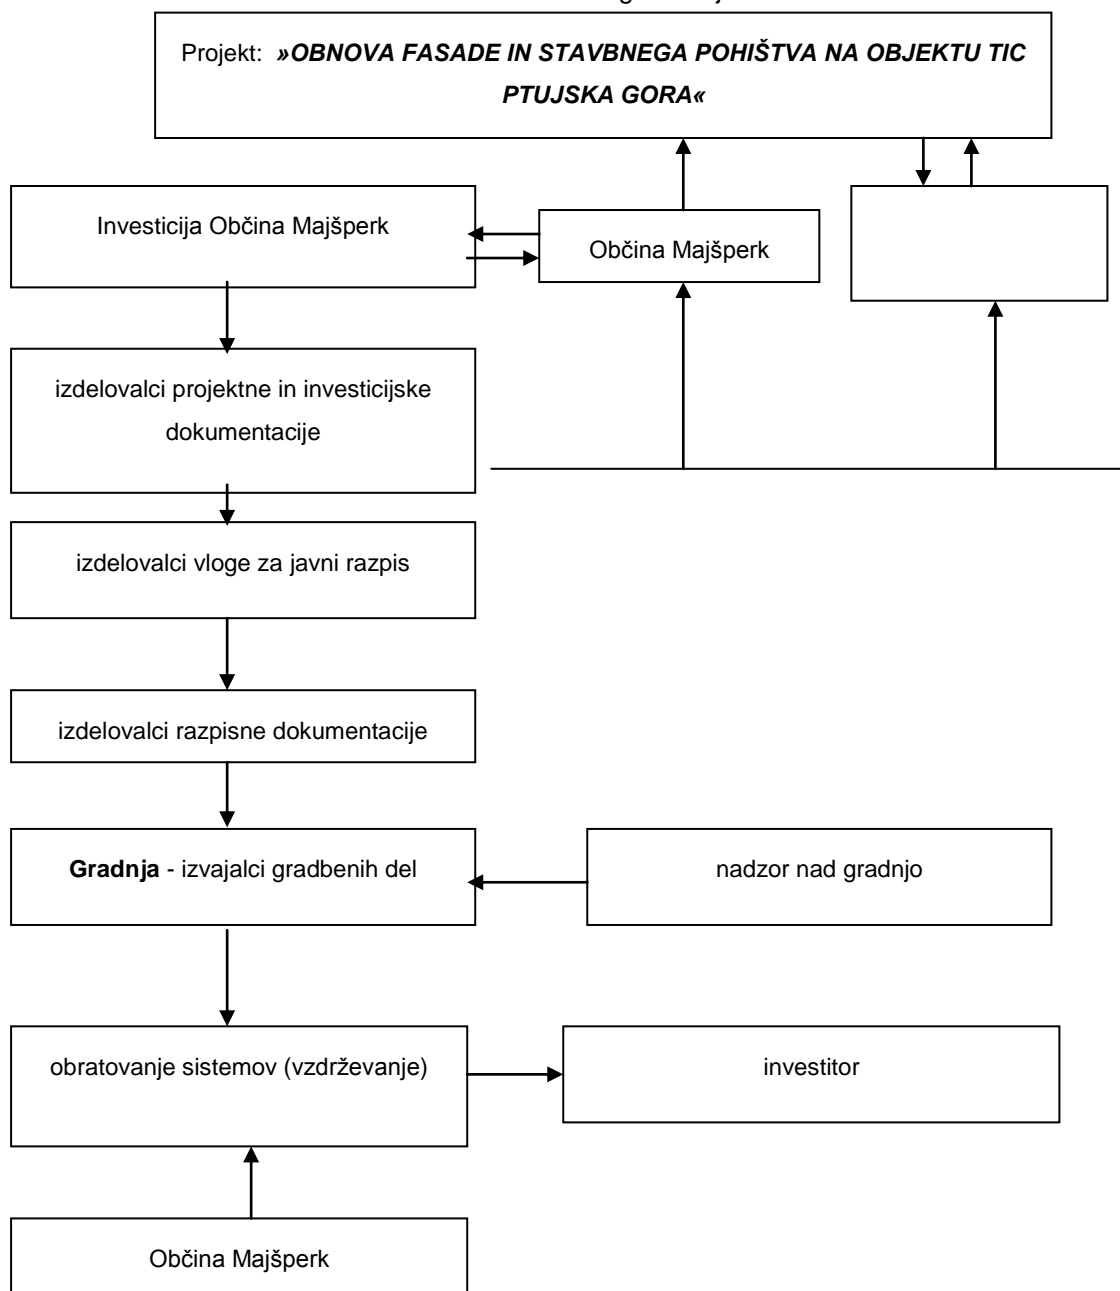 Projekt: »OBNOVA FASADE IN STAVBNEGA POHIŠTVA NA OBJEKTU TIC
PTUJSKA GORA«
Investicija Občina Majšperk
Občina Majšperk
izdelovalci projektne in investicijske
dokumentacije
izdelovalci vloge za javni razpis
izdelovalci razpisne dokumentacije
Gradnja - izvajalci gradbenih del
nadzor nad gradnjo
obratovanje sistemov (vzdrževanje)
investitor
Občina Majšperk